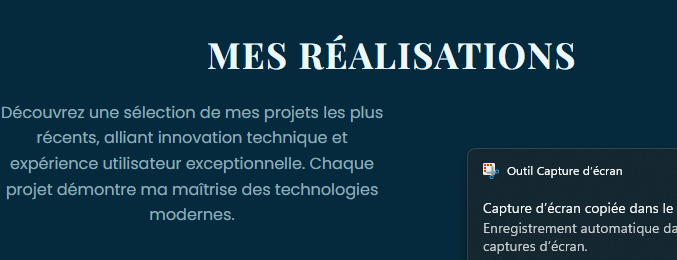 MES RÉALISATIONS
Découvrez une sélection de mes projets les plus
récents, alliant innovation technique et
expérience utilisateur exceptionnelle. Chaque
projet démontre ma maîtrise des technologies
modernes.
Outil Capture d'écran
Capture d'écran copiée dans le
Enregistrement automatique da
captures d'écran.